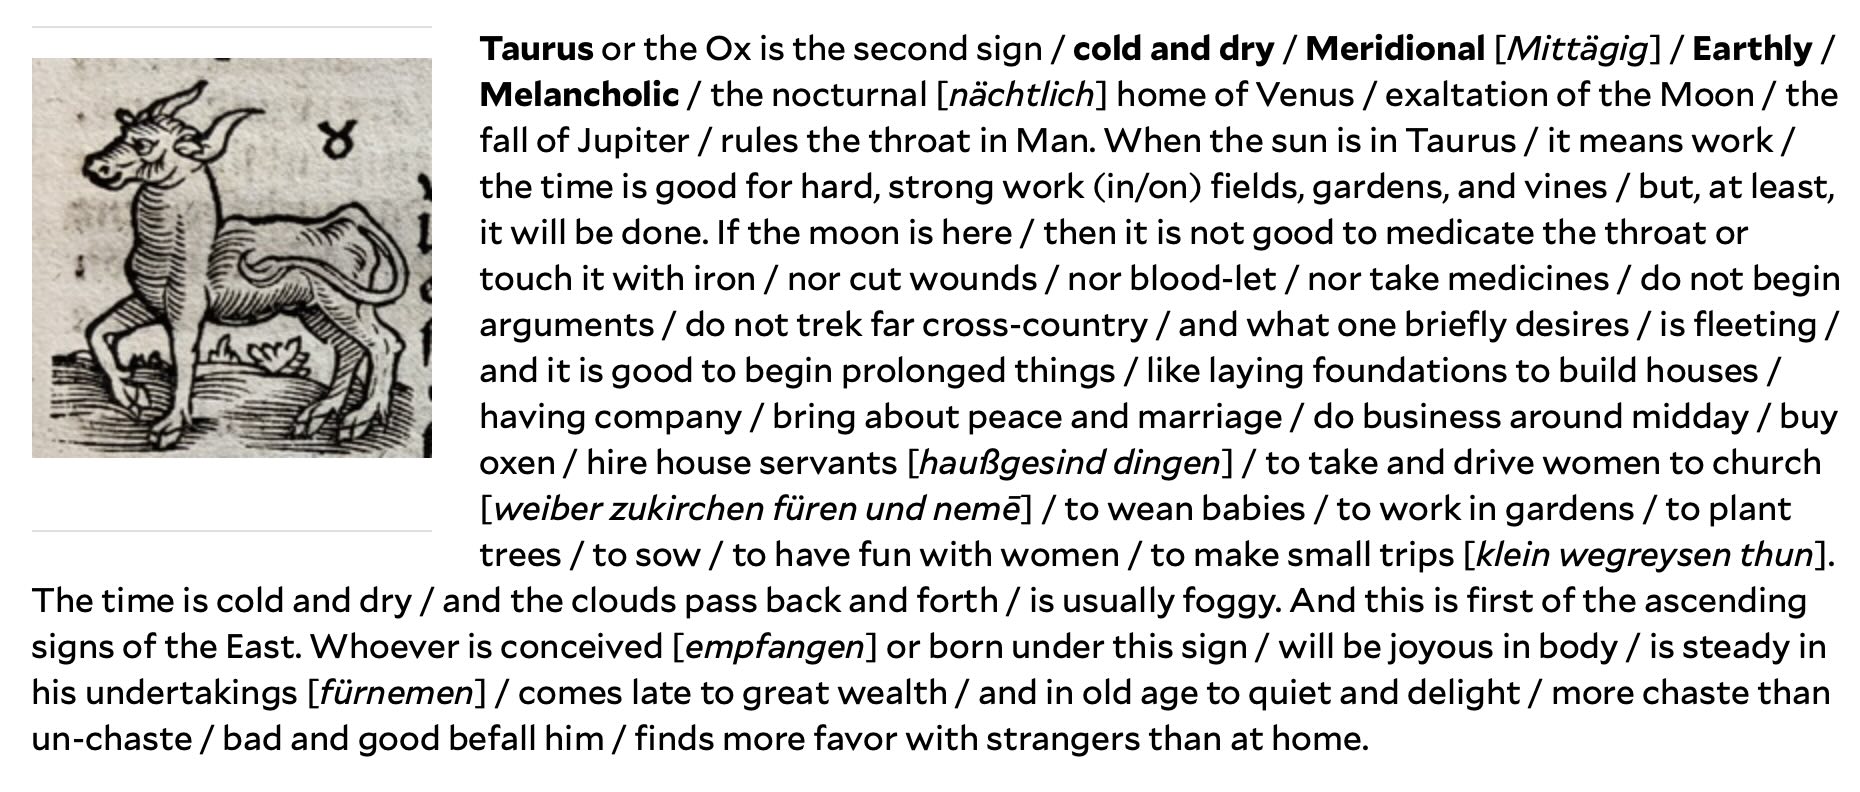 Taurus or the Ox is the second sign / cold and dry / Meridional [Mittägig] / Earthly /
Melancholic / the nocturnal [nächtlich] home of Venus / exaltation of the Moon / the
fall of Jupiter / rules the throat in Man. When the sun is in Taurus / it means work /
the time is good for hard, strong work (in/on) fields, gardens, and vines / but, at least,
it will be done. If the moon is here / then it is not good to medicate the throat or
touch it with iron / nor cut wounds / nor blood-let / nor take medicines / do not begin
arguments / do not trek far cross-country / and what one briefly desires / is fleeting /
and it is good to begin prolonged things / like laying foundations to build houses /
having company / bring about peace and marriage / do business around midday / buy
oxen / hire house servants [haußgesind dingen] / to take and drive women to church
[weiber zukirchen füren und nemē] / to wean babies / to work in gardens / to plant
trees / to sow / to have fun with women / to make small trips [klein wegreysen thun].
The time is cold and dry / and the clouds pass back and forth / is usually foggy. And this is first of the ascending
signs of the East. Whoever is conceived [empfangen] or born under this sign / will be joyous in body / is steady in
his undertakings [fürnemen] / comes late to great wealth / and in old age to quiet and delight / more chaste than
un-chaste / bad and good befall him / finds more favor with strangers than at home.
♉